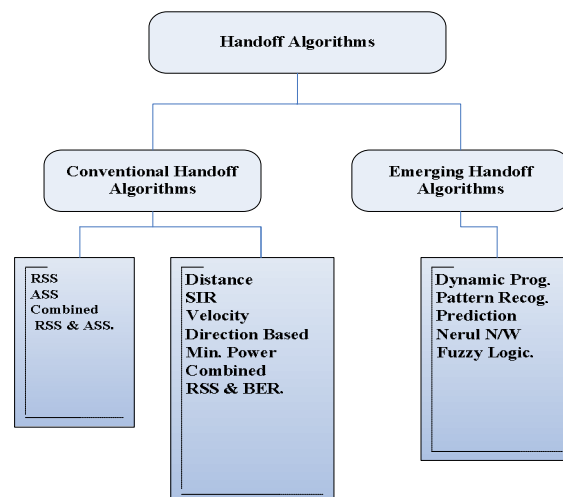 Handoff Algorithms
Conventional Handoff
Algorithms
Emerging Handoff
Algorithms
RSS
ASS
Combined
RSS & ASS.
Distance
SIR
Velocity
Direction Based
Min. Power
Combined
RSS & BER.
Dynamic Prog.
Pattern Recog.
Prediction
Nerul N/W
Fuzzy Logic.